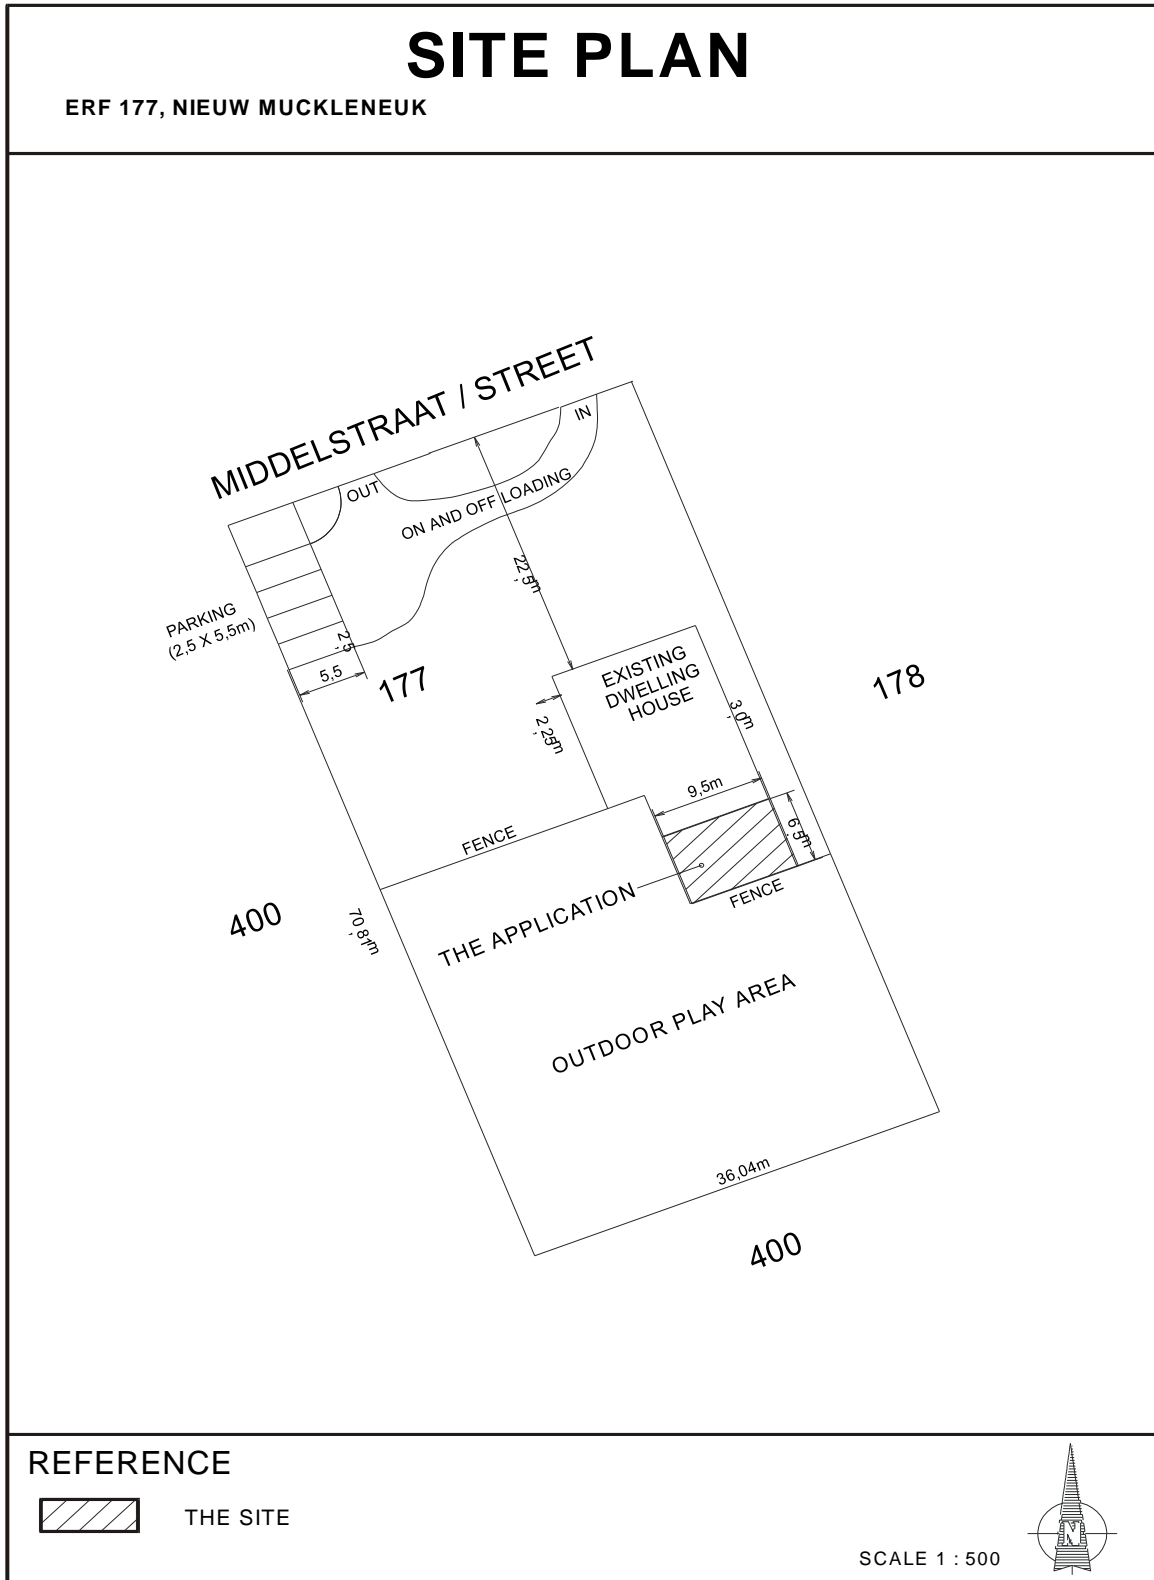 SITE PLAN
ERF 177, NIEUW MUCKLENEUK
MIDDELSTRAAT / STREET
IN
OUT
ON AND OFF LOADING
22,5m
PARKING
(2,5 X 5,5m)
2,5
5,5
177
EXISTING
DWELLING
HOUSE
178
3,0m
2,25m
9,5m
6,5m
FENCE
FENCE
THE APPLICATION
400
70,81m
OUTDOOR PLAY AREA
36,04m
400
REFERENCE
THE SITE
N
SCALE 1 : 500